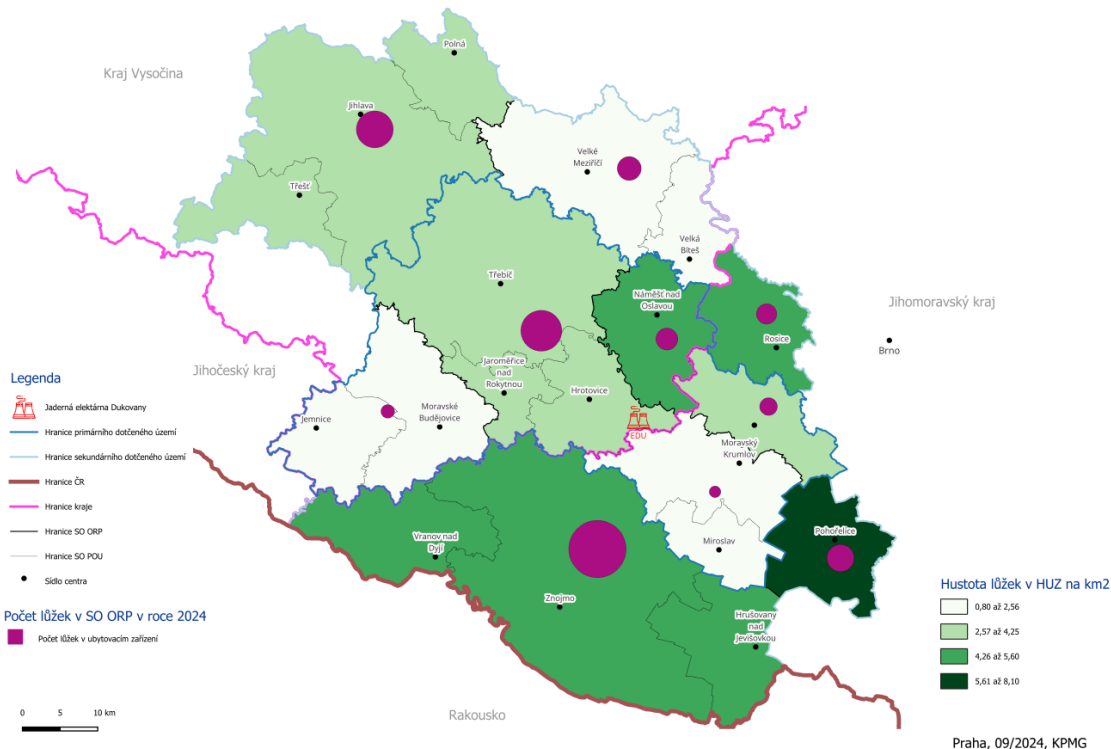 Polná
Kraj Vysočina
Jihlava
Velké
Meziříčí
Třešť
Velká
Bíteš
Třebíč
Náměšť nad
Oslavou
Jihomoravský kraj
Rosice
Brno
Jihočeský kraj
Jaroměřice
nad
Rokytnou
Hrotovice
Jemnice
Moravské
Budějovice
EDU
Moravský
Krumlov
Vranov nad
Dyjí
Miroslav
Pohořelice
Znojmo
Hrušovany
nad
Jevišovkou
Rakousko
Legenda
Jaderná elektárna Dukovany
Hranice primárního dotčeného území
Hranice sekundárního dotčeného území
Hranice ČR
Hranice kraje
Hranice SO ORP
Hranice SO POU
Sídlo centra
Počet lůžek v SO ORP v roce 2024
Počet lůžek v ubytovacím zařízení
0 5 10 km
Hustota lůžek v HUZ na km2
0,80 až 2,56
2,57 až 4,25
4,26 až 5,60
5,61 až 8,10
Praha, 09/2024, KPMG